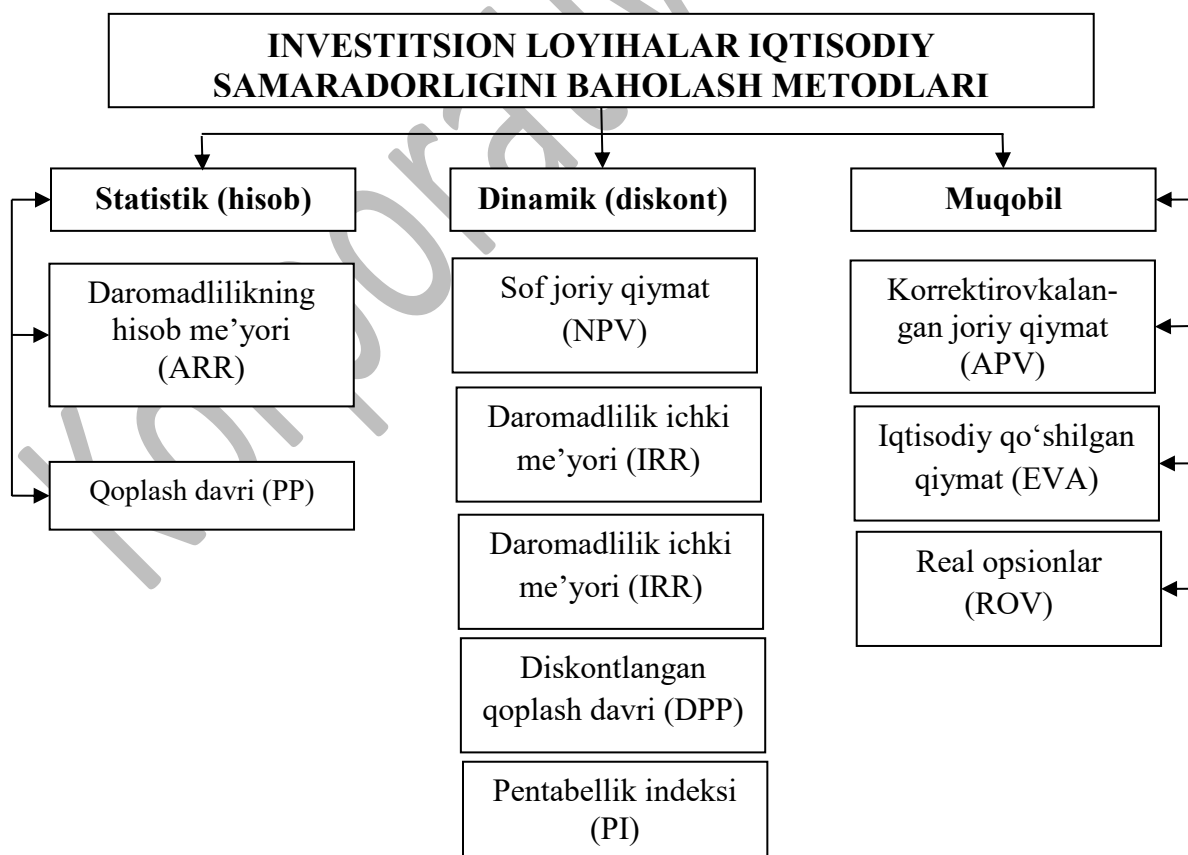 INVESTITSION LOYIHALAR IQTISODIY
SAMARADORLIGINI BAHOLASH METODLARI
Statistik (hisob)
Daromadlilikning
hisob me’yori
(ARR)
Qoplash davri (PP)
Dinamik (diskont)
Sof joriy qiymat
(NPV)
Daromadlilik ichki
me’yori (IRR)
Daromadlilik ichki
me’yori (IRR)
Diskontlangan
qoplash davri (DPP)
Pentabellik indeksi
(PI)
Muqobil
Korrektirovkalan-
gan joriy qiymat
(APV)
Iqtisodiy qo‘shilgan
qiymat (EVA)
Real opsionlar
(ROV)